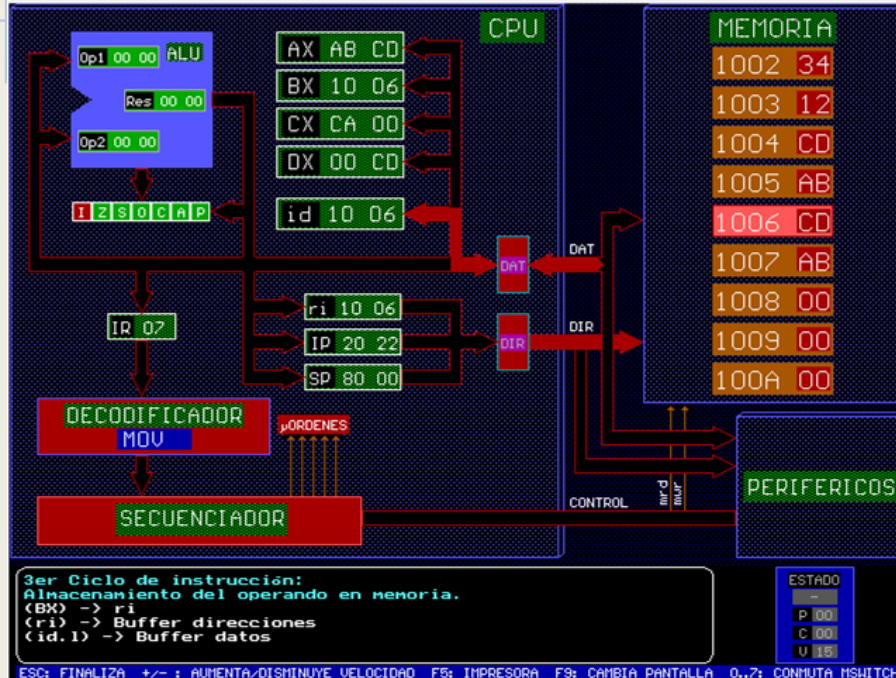 CPU
MEMORIA
Op1 00 00
ALU
Res 00 00
Op2 00 00
I Z S O C A P
AX AB CD
BX 10 06
CX CA 00
DX 00 CD
id 10 06
DAT
DAT
ri 10 06
IP 20 22
SP 80 00
DIR
DIR
IR 07
1002 34
1003 12
1004 CD
1005 AB
1006 CD
1007 AB
1008 00
1009 00
100A 00
DECODIFICADOR
MOV
µORDENES
SECUENCIADOR
CONTROL
mrd
mwr
PERIFERICOS
3er Ciclo de instrucción:
Almacenamiento del operando en memoria.
(BX) -> ri
(ri) -> Buffer direcciones
(id.l) -> Buffer datos
ESTADO
-
P 00
C 00
V 15
ESC: FINALIZA +/- : AUMENTA/DISMINUYE VELOCIDAD F5: IMPRESORA F9: CAMBIA PANTALLA 0..7: CONMUTA MSWITCH